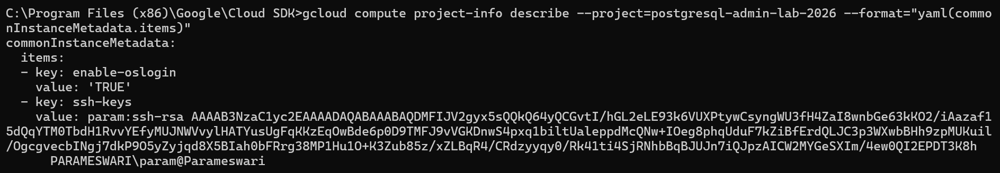 C:\Program Files (x86)\Google\Cloud SDK>gcloud compute project-info describe --project=postgresql-admin-lab-2026 --format="yaml(commo
nInstanceMetadata.items)"
commonInstanceMetadata:
  items:
  - key: enable-oslogin
    value: 'TRUE'
  - key: ssh-keys
    value: param:ssh-rsa AAAAB3NzaC1yc2EAAAADAQABAAABAQDMFIJV2gyx5sQQkQ64yQCGvtI/hGL2eLE93k6VUXPtywCsyngWU3fH4ZaI8wnbGe63kKO2/iAazaf1
5dQqYTM0TbdH1RvvYEfyMUJNWVvylHATYusUgFqKKzEqOwBde6p0D9TMFJ9vVGKDnwS4pxq1biltUaleppdMcQNw+IOeg8phqUduF7kZiBfErdQLJC3p3WXwbBHh9zpMUKuil
/OgcgvecbINgj7dkP9O5yZyjqd8X5BIah0bFRrg38MP1Hu1O+K3Zub85z/xZLBqR4/CRdzyyqy0/Rk41ti4SjRNhbBqBJUJn7iQJpzAICW2MYGeSXIm/4ew0QI2EPDT3K8h
      PARAMESWARI\param@Parameswari